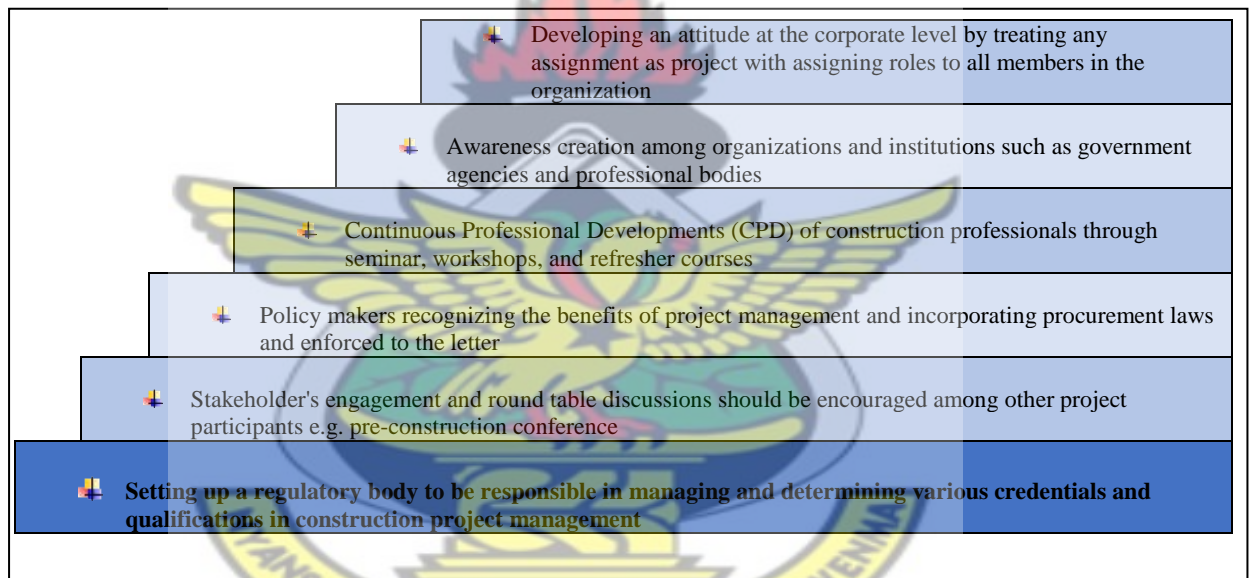 Developing an attitude at the corporate level by treating any
assignment as project with assigning roles to all members in the
organization
Awareness creation among organizations and institutions such as government
agencies and professional bodies
Continuous Professional Developments (CPD) of construction professionals through
seminar, workshops, and refresher courses
Policy makers recognizing the benefits of project management and incorporating procurement laws
and enforced to the letter
Stakeholder's engagement and round table discussions should be encouraged among other project
participants e.g. pre-construction conference
Setting up a regulatory body to be responsible in managing and determining various credentials and
qualifications in construction project management